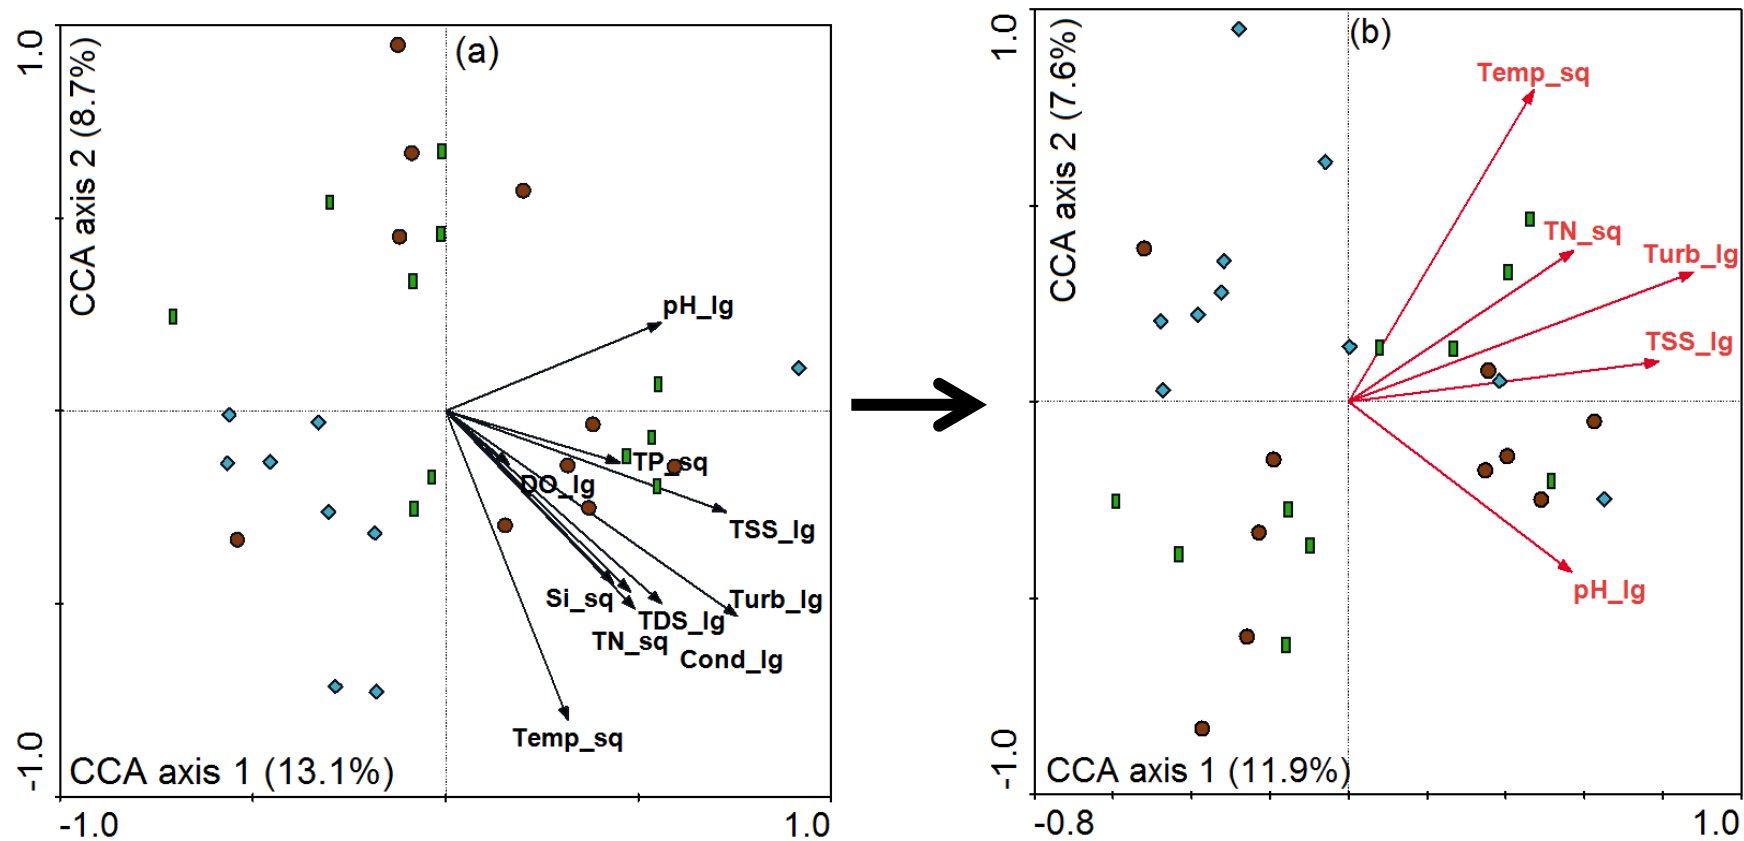 (a)
1.0
CCA axis 2 (8.7%)
pH_lg
TP_sq
DO_lg
TSS_lg
Si_sq
Turb_lg
TDS_lg
TN_sq
Cond_lg
Temp_sq
-1.0
CCA axis 1 (13.1%)
-1.0
1.0
(b)
1.0
CCA axis 2 (7.6%)
Temp_sq
TN_sq
Turb_lg
TSS_lg
pH_lg
-1.0
CCA axis 1 (11.9%)
-0.8
1.0